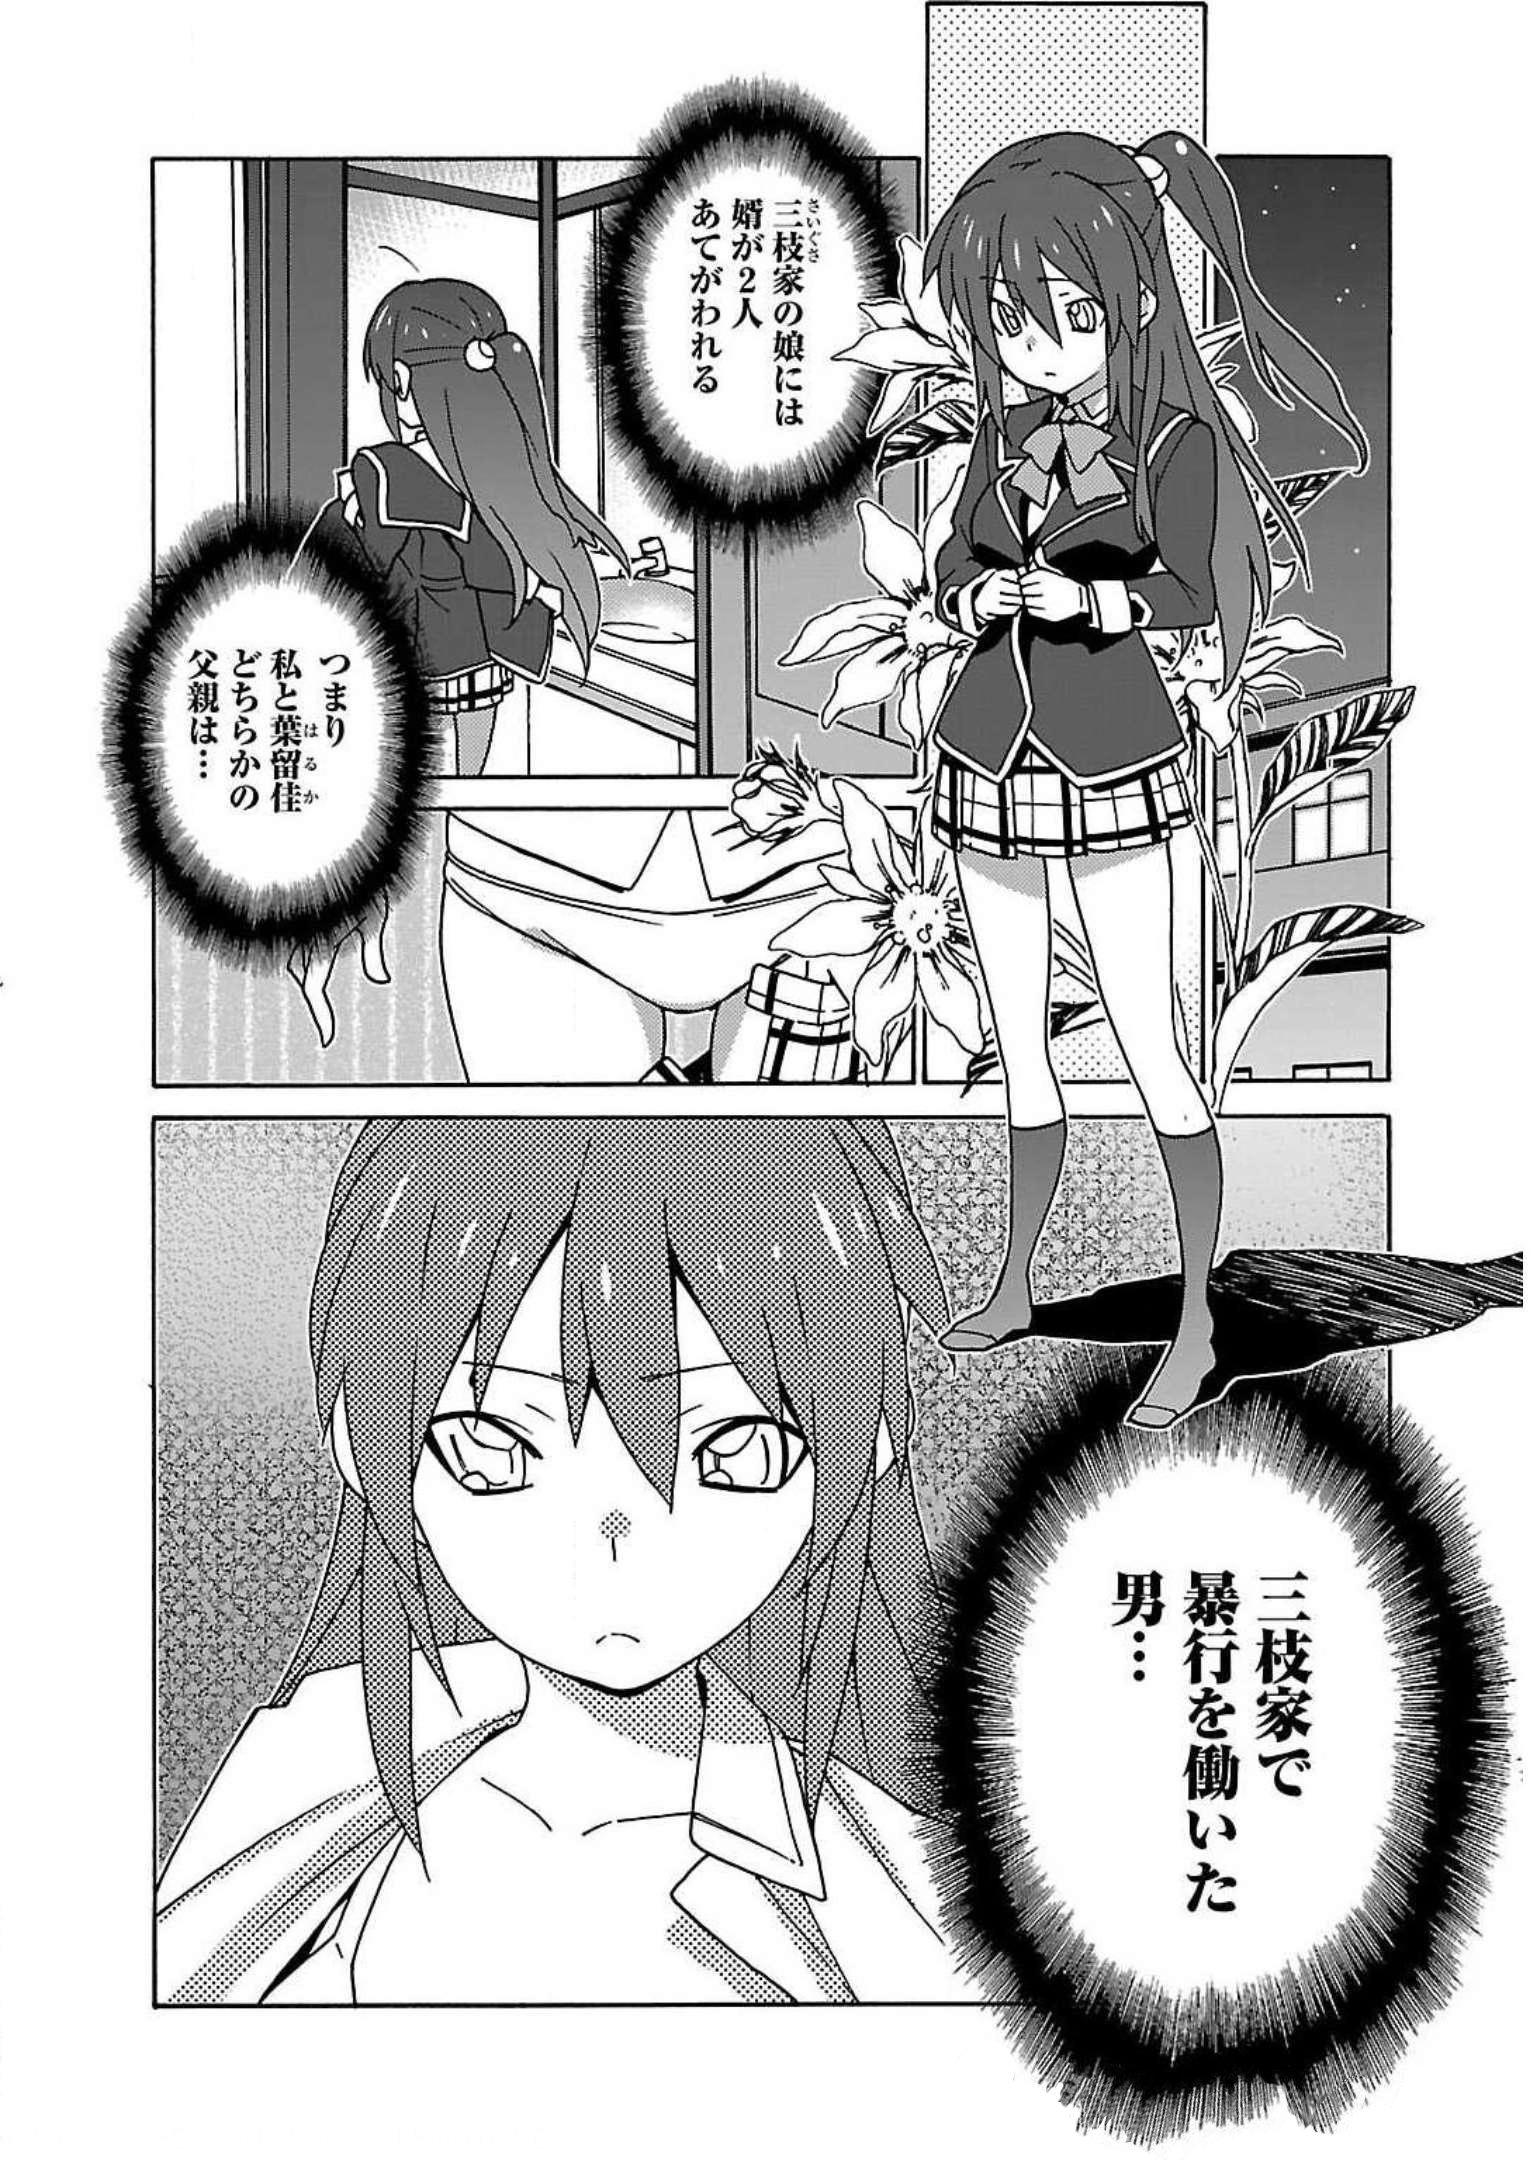 三枝家の娘には
婿が2人
あてがわれる
つまり
私と葉留佳
どちらかの
父親は…
三枝家で
暴行を働いた
男…